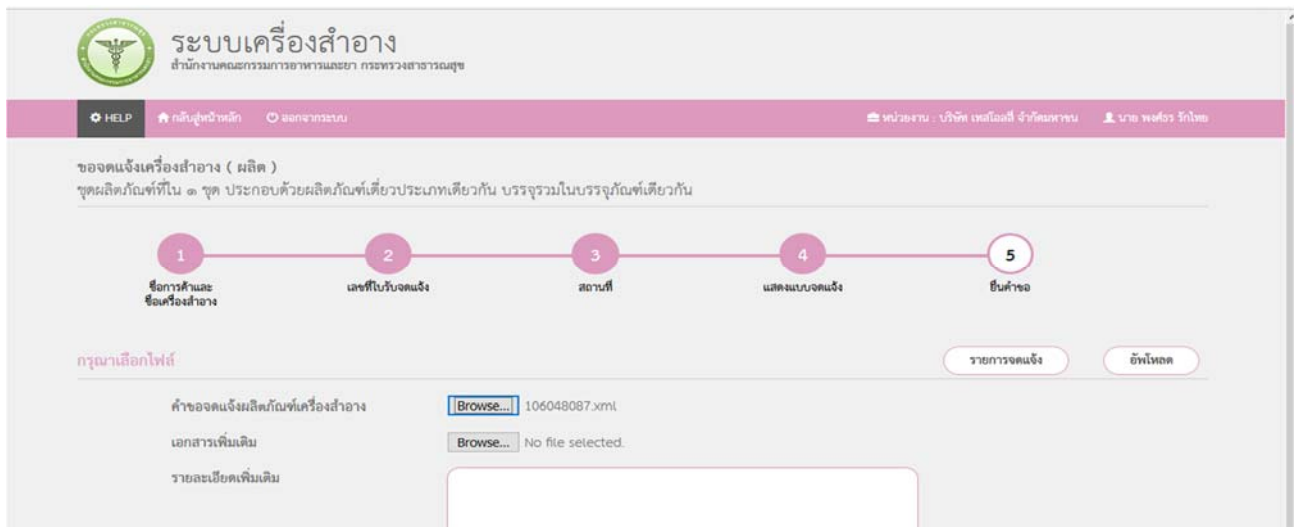 ระบบเครื่องสำอาง
สำนักงานคณะกรรมการอาหารและยา กระทรวงสาธารณสุข
HELP กลับสู่หน้าหลัก ออกจากระบบ หน่วยงาน : บริษัท เทสโอลลี่ จำกัดมหาชน นาย พงศ์ธร รักไทย
ขอจดแจ้งเครื่องสำอาง ( ผลิต )
ชุดผลิตภัณฑ์ที่ใน ๑ ชุด ประกอบด้วยผลิตภัณฑ์เดี่ยวประเภทเดียวกัน บรรจุรวมในบรรจุภัณฑ์เดียวกัน
1 2 3 4 5
ชื่อการค้าและ เลขที่ใบรับจดแจ้ง สถานที่ แสดงแบบจดแจ้ง ยื่นคำขอ
ชื่อเครื่องสำอาง
กรุณาเลือกไฟล์ รายการจดแจ้ง อัพโหลด
คำขอจดแจ้งผลิตภัณฑ์เครื่องสำอาง Browse... 106048087.xml
เอกสารเพิ่มเติม Browse... No file selected.
รายละเอียดเพิ่มเติม